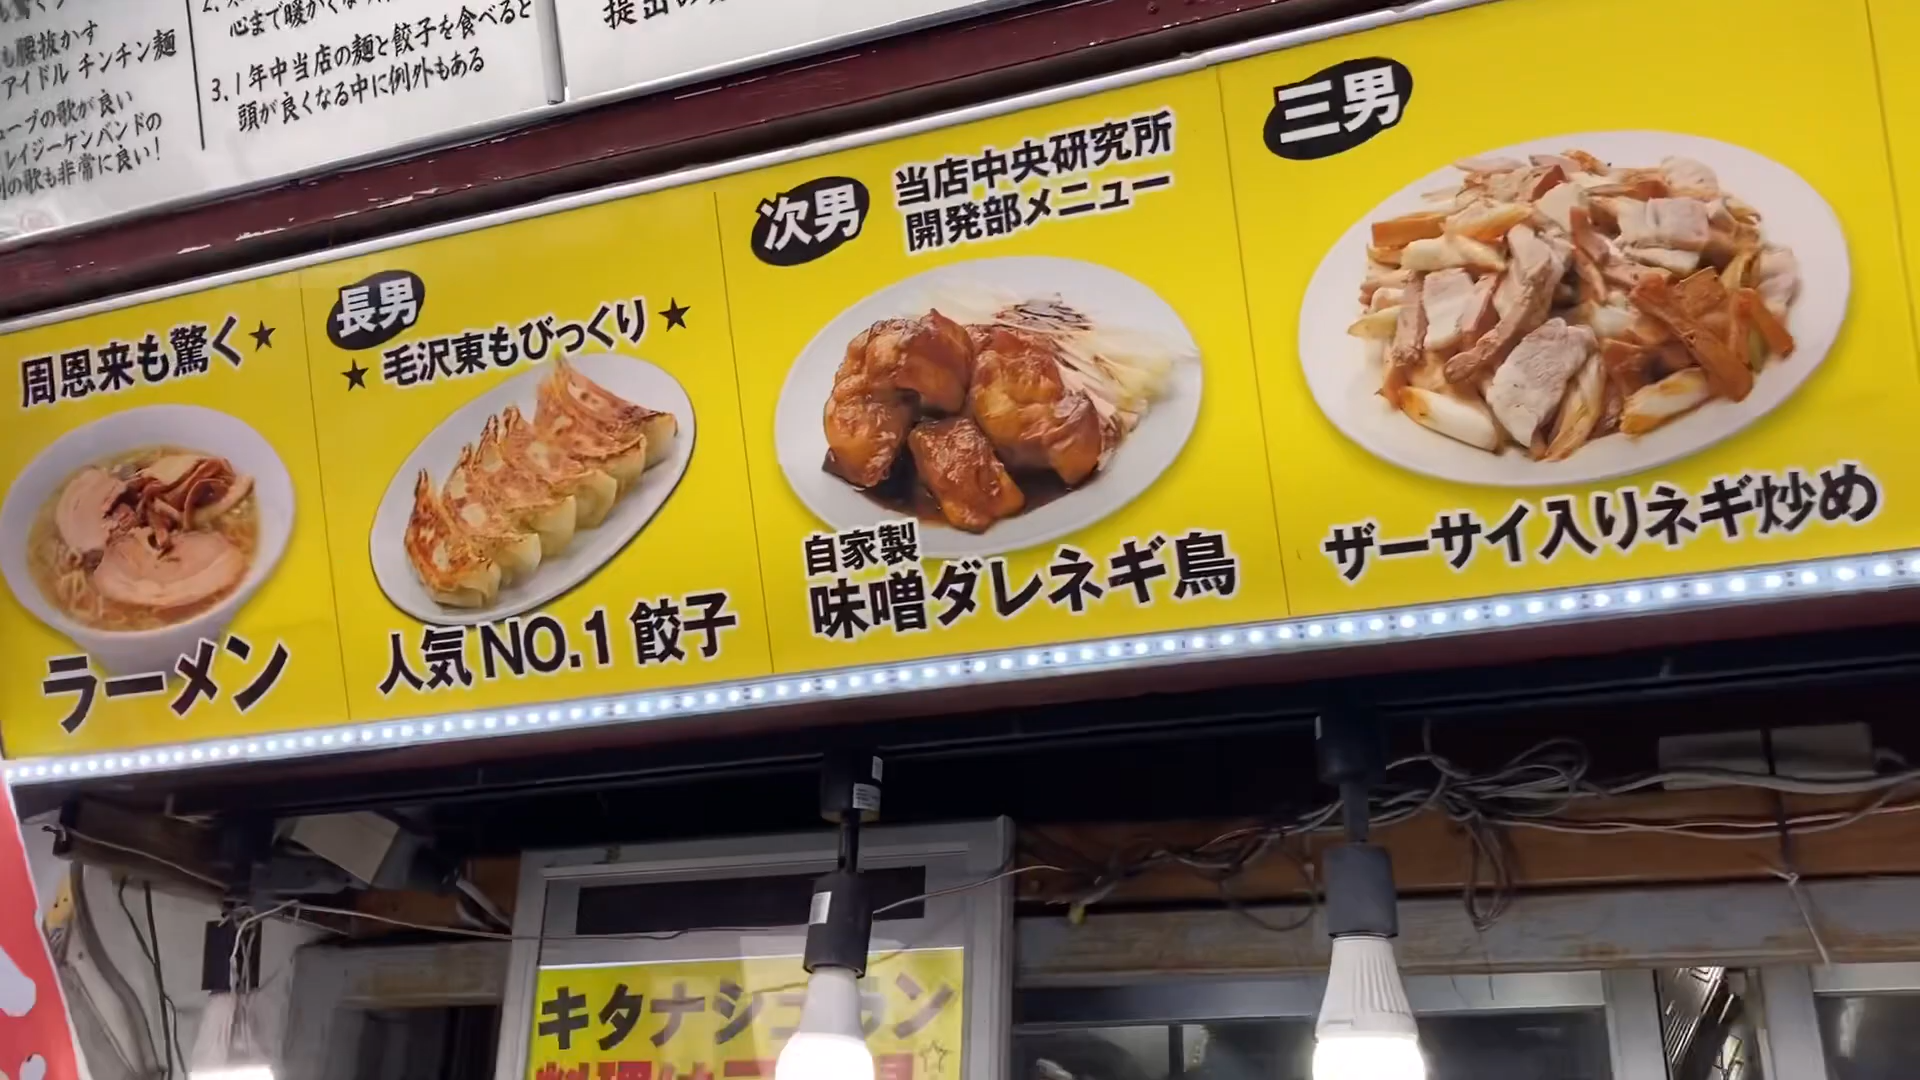 も腰抜かす
アイドル チンチン麺
ューブの歌が良い
レイジーケンバンドの
の歌も非常に良い!
心まで暖か
3. 1年中当店の麺と餃子を食べると
頭が良くなる中に例外もある
周恩来も驚く★
ラーメン
長男
★毛沢東もびっくり★
人気NO.1餃子
次男
当店中央研究所
開発部メニュー
自家製
味噌ダレネギ鳥
三男
ザーサイ入りネギ炒め
キタナシュラン